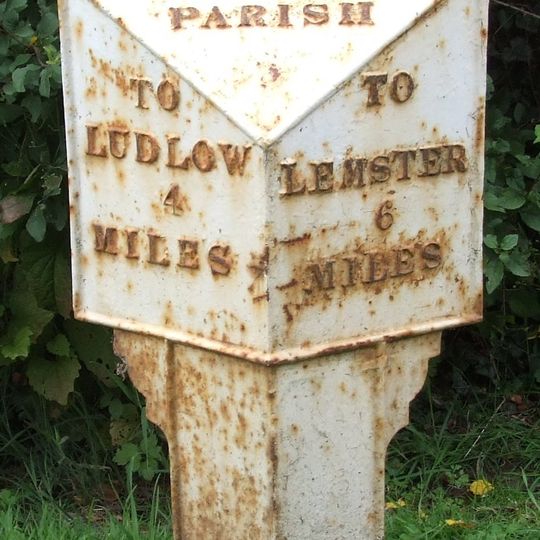 PARISH
TO
LUDLOW
4
MILES
TO
LEMSTER
6
MILES